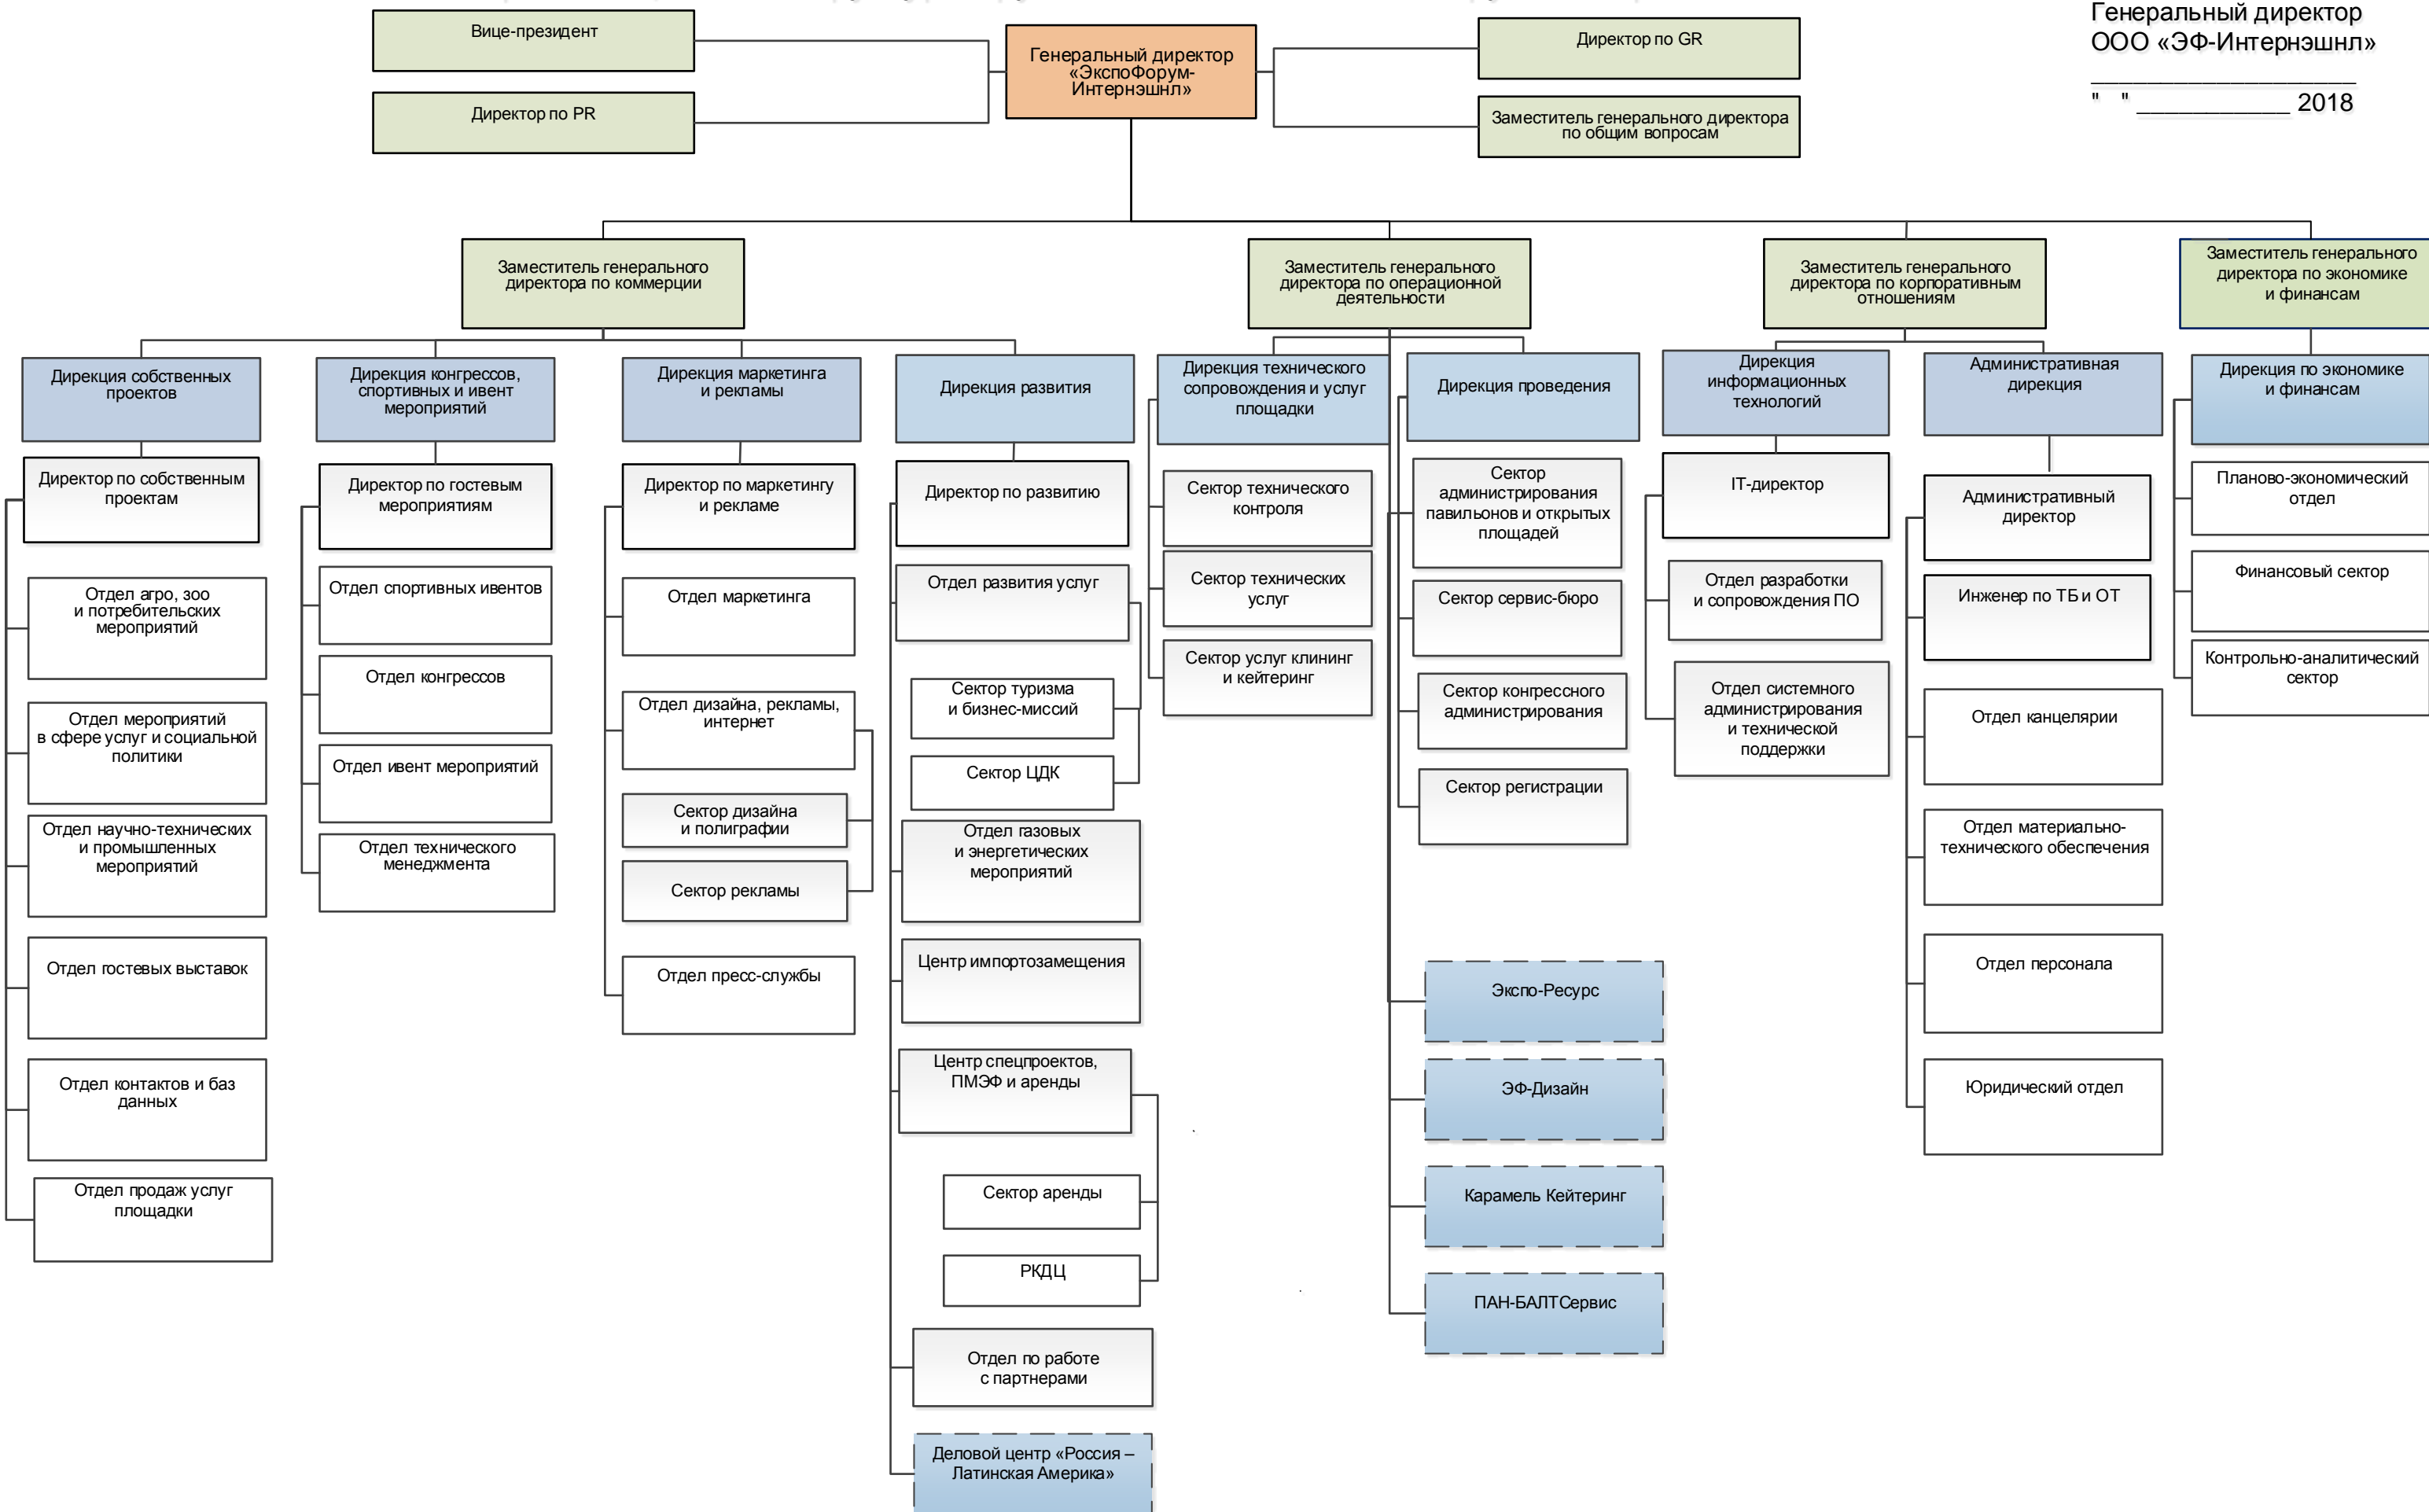 Генеральный директор
ООО «ЭФ-Интернэшнл»
" " ___________ 2018
Вице-президент
Директор по PR
Генеральный директор
«ЭкспоФорум-
Интернэшнл»
Директор по GR
Заместитель генерального директора
по общим вопросам
Заместитель генерального
директора по коммерции
Заместитель генерального
директора по операционной
деятельности
Заместитель генерального
директора по корпоративным
отношениям
Заместитель генерального
директора по экономике
и финансам
Дирекция собственных
проектов
Директор по собственным
проектам
Отдел агро, зоо
и потребительских
мероприятий
Отдел мероприятий
в сфере услуг и социальной
политики
Отдел научно-технических
и промышленных
мероприятий
Отдел гостевых выставок
Отдел контактов и баз
данных
Отдел продаж услуг
площадки
Дирекция конгрессов,
спортивных и ивент
мероприятий
Директор по гостевым
мероприятиям
Отдел спортивных ивентов
Отдел конгрессов
Отдел ивент мероприятий
Отдел технического
менеджмента
Дирекция маркетинга
и рекламы
Директор по маркетингу
и рекламе
Отдел маркетинга
Отдел дизайна, рекламы,
интернет
Сектор дизайна
и полиграфии
Сектор рекламы
Отдел пресс-службы
Дирекция развития
Директор по развитию
Отдел развития услуг
Сектор туризма
и бизнес-миссий
Сектор ЦДК
Отдел газовых
и энергетических
мероприятий
Центр импортозамещения
Центр спецпроектов,
ПМЭФ и аренды
Сектор аренды
РКДЦ
Отдел по работе
с партнерами
Деловой центр «Россия –
Латинская Америка»
Дирекция технического
сопровождения и услуг
площадки
Сектор технического
контроля
Сектор технических
услуг
Сектор услуг клининг
и кейтеринг
Дирекция проведения
Сектор
администрирования
павильонов и открытых
площадей
Сектор сервис-бюро
Сектор конгрессного
администрирования
Сектор регистрации
Экспо-Ресурс
ЭФ-Дизайн
Карамель Кейтеринг
ПАН-БАЛТСервис
Дирекция
информационных
технологий
IT-директор
Отдел разработки
и сопровождения ПО
Отдел системного
администрирования
и технической
поддержки
Административная
дирекция
Административный
директор
Инженер по ТБ и ОТ
Отдел канцелярии
Отдел материально-
технического обеспечения
Отдел персонала
Юридический отдел
Дирекция по экономике
и финансам
Планово-экономический
отдел
Финансовый сектор
Контрольно-аналитический
сектор